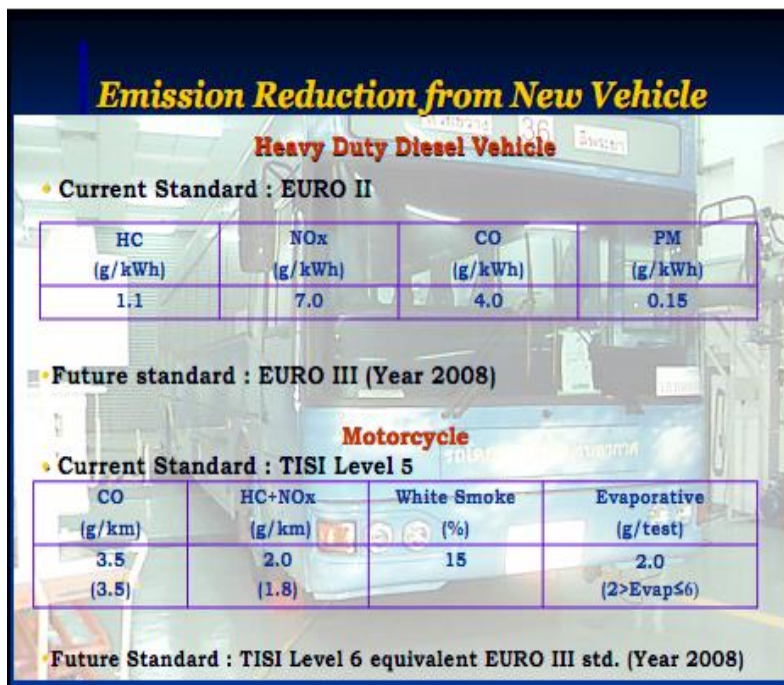 Emission Reduction from New Vehicle
36
Heavy Duty Diesel Vehicle
• Current Standard : EURO II
HC NOx CO PM
(g/kWh) (g/kWh) (g/kWh) (g/kWh)
1.1 7.0 4.0 0.15
•Future standard : EURO III (Year 2008)
Motorcycle
• Current Standard : TISI Level 5
CO HC+NOx White Smoke Evaporative
(g/km) (g/km) (%) (g/test)
3.5 2.0 15 2.0
(3.5) (1.8) (2>Evap≤6)
•Future Standard : TISI Level 6 equivalent EURO III std. (Year 2008)